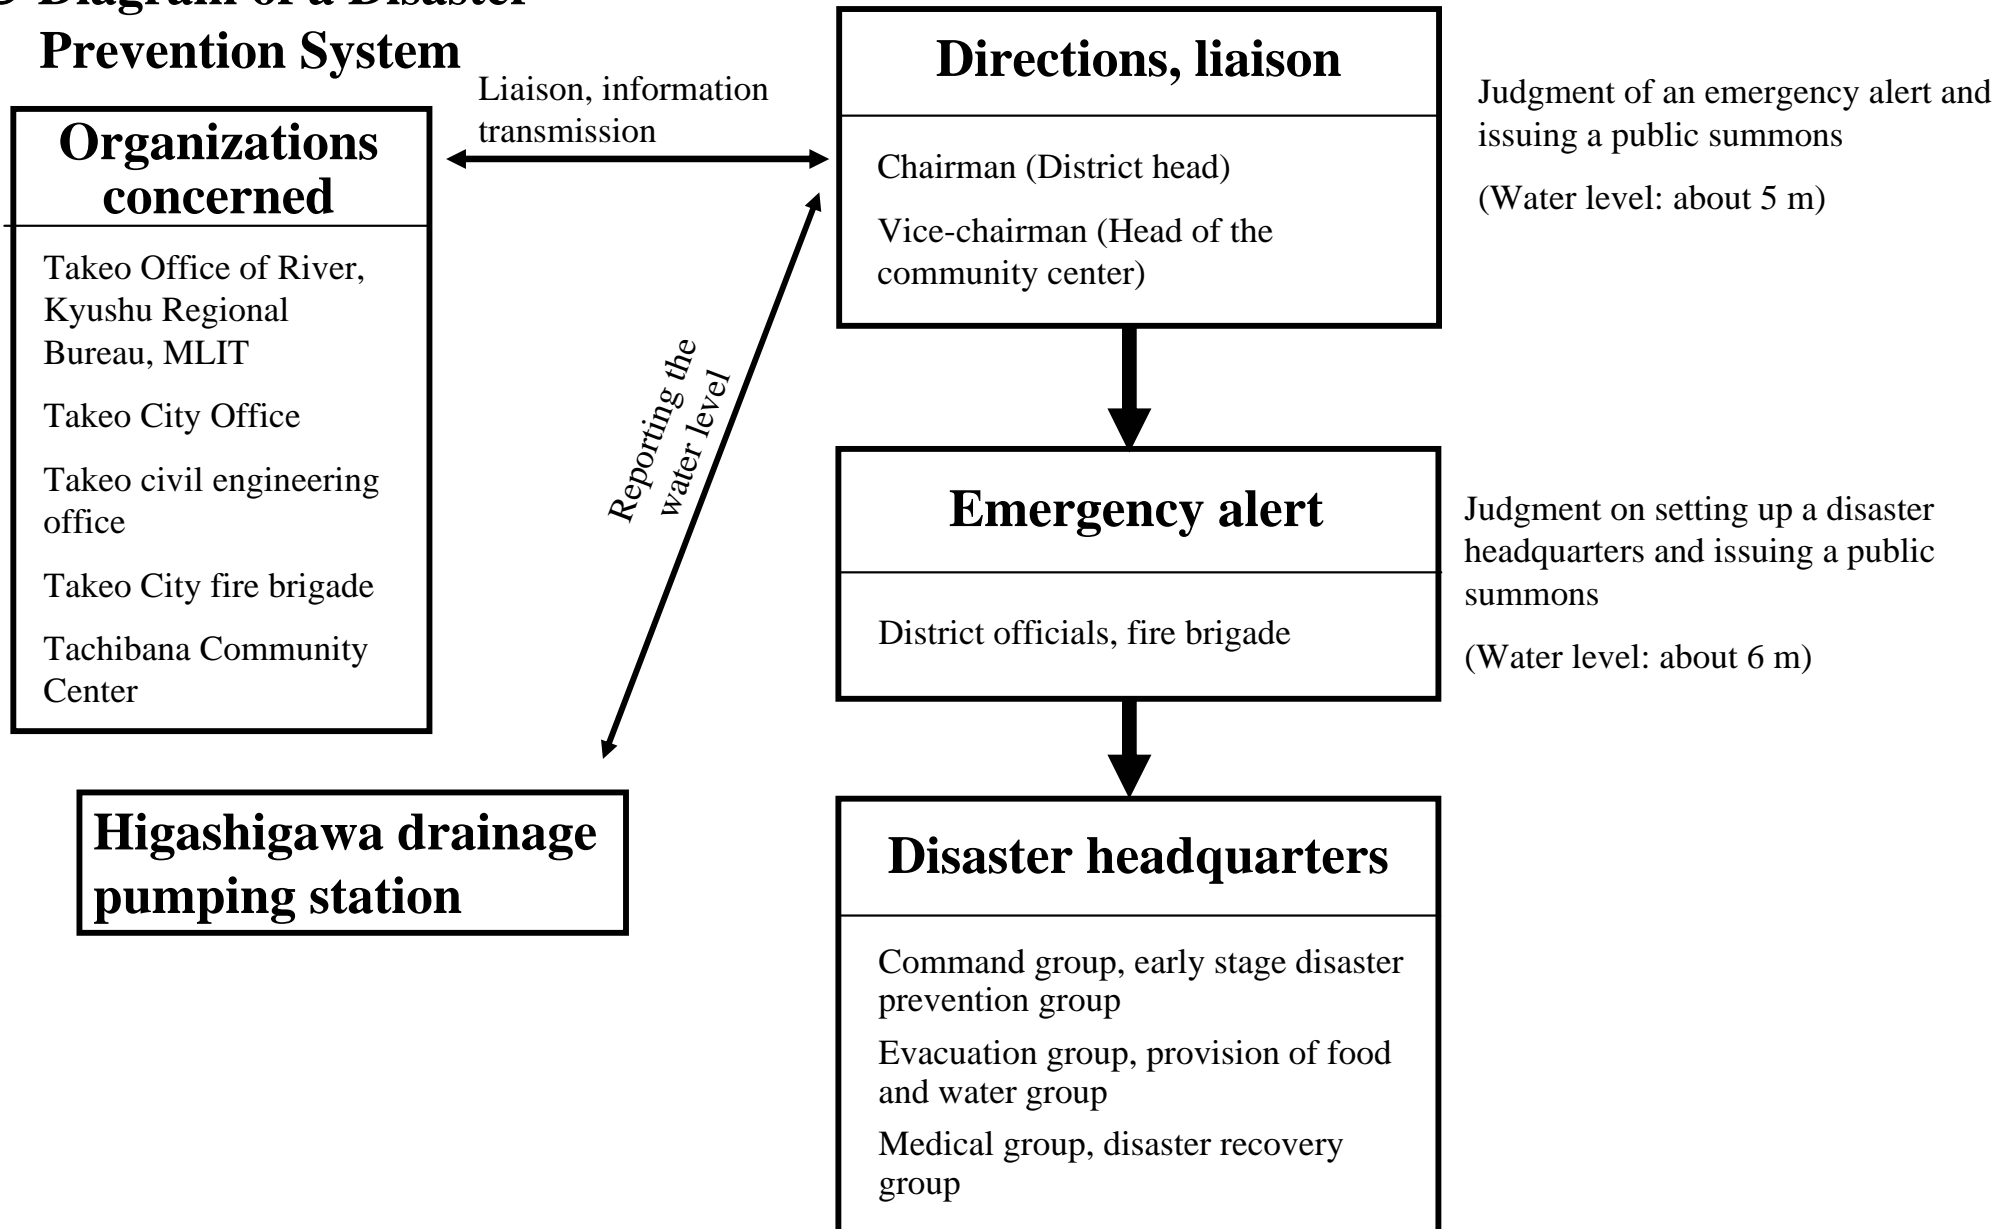 Diagram of a Disaster
Prevention System
Liaison, information
transmission
Organizations
concerned
Takeo Office of River,
Kyushu Regional
Bureau, MLIT
Takeo City Office
Takeo civil engineering
office
Takeo City fire brigade
Tachibana Community
Center
Reporting the
water level
Higashigawa drainage
pumping station
Directions, liaison
Chairman (District head)
Vice-chairman (Head of the
community center)
Judgment of an emergency alert and
issuing a public summons
(Water level: about 5 m)
Emergency alert
District officials, fire brigade
Judgment on setting up a disaster
headquarters and issuing a public
summons
(Water level: about 6 m)
Disaster headquarters
Command group, early stage disaster
prevention group
Evacuation group, provision of food
and water group
Medical group, disaster recovery
group